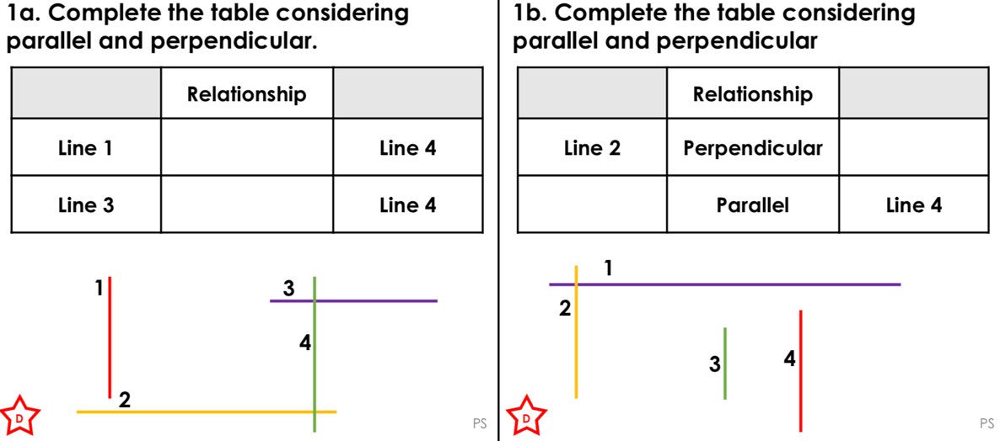 1a. Complete the table considering
parallel and perpendicular.
Relationship
Line 1 Line 4
Line 3 Line 4
1
3
4
2
D
PS
1b. Complete the table considering
parallel and perpendicular
Relationship
Line 2 Perpendicular
Parallel Line 4
1
2
3
4
D
PS